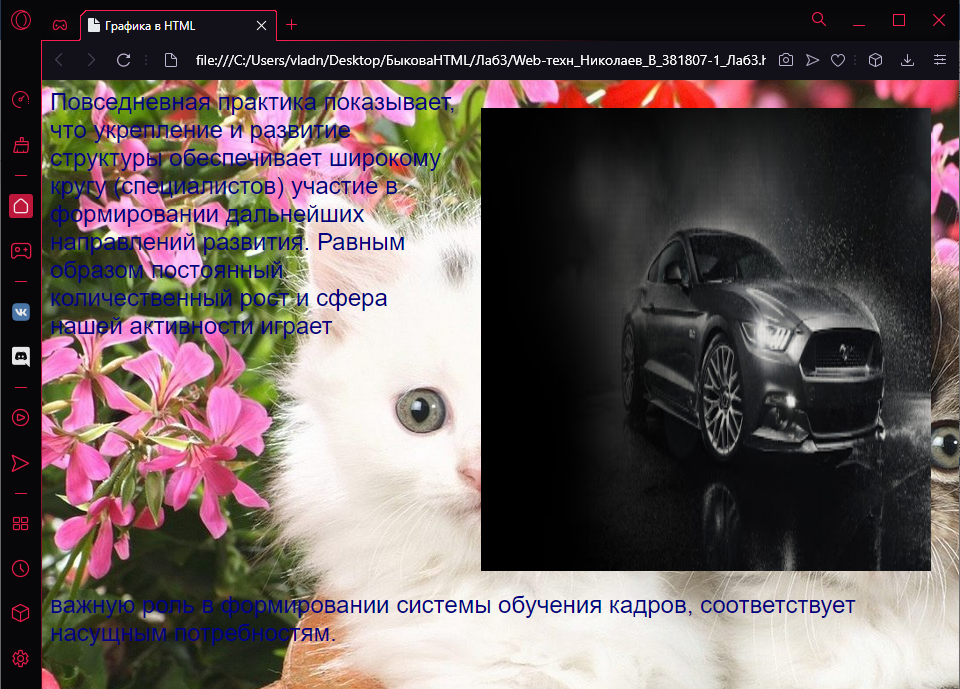 Графика в HTML
file:///C:/Users/vladn/Desktop/БыковаHTML/Лаб3/Web-техн_Николаев_В_381807-1_Лаб3.h
Повседневная практика показывает,
что укрепление и развитие
структуры обеспечивает широкому
кругу (специалистов) участие в
формировании дальнейших
направлений развития. Равным
образом постоянный
количественный рост и сфера
нашей активности играет
важную роль в формировании системы обучения кадров, соответствует
насущным потребностям.